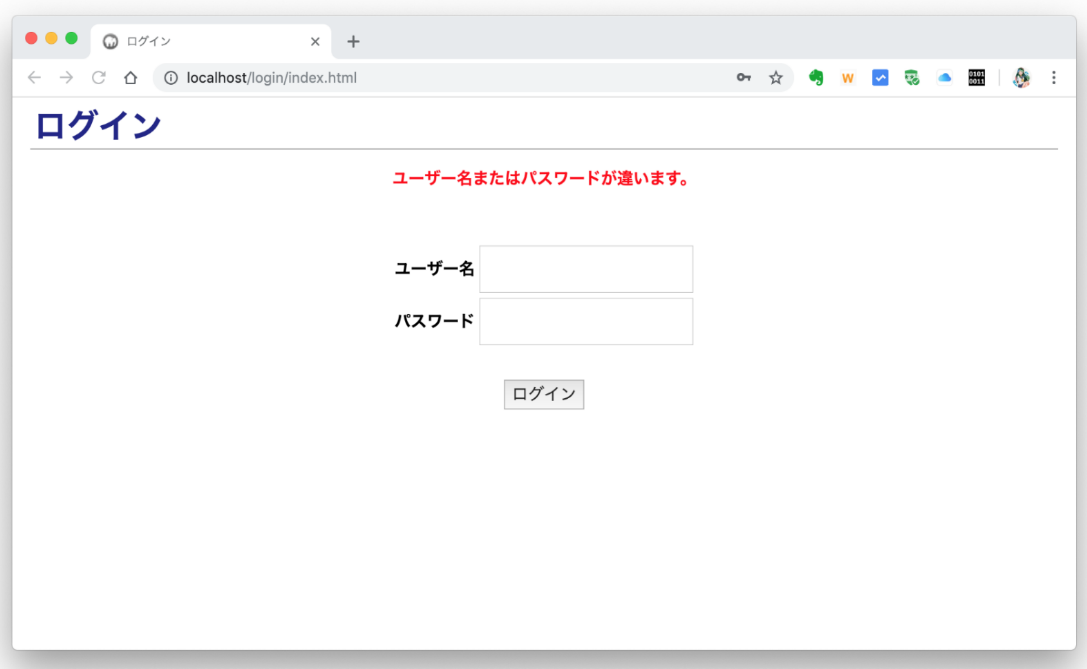 ログイン
localhost/login/index.html
W
0101
0011
ログイン
ユーザー名またはパスワードが違います。
ユーザー名
パスワード
ログイン